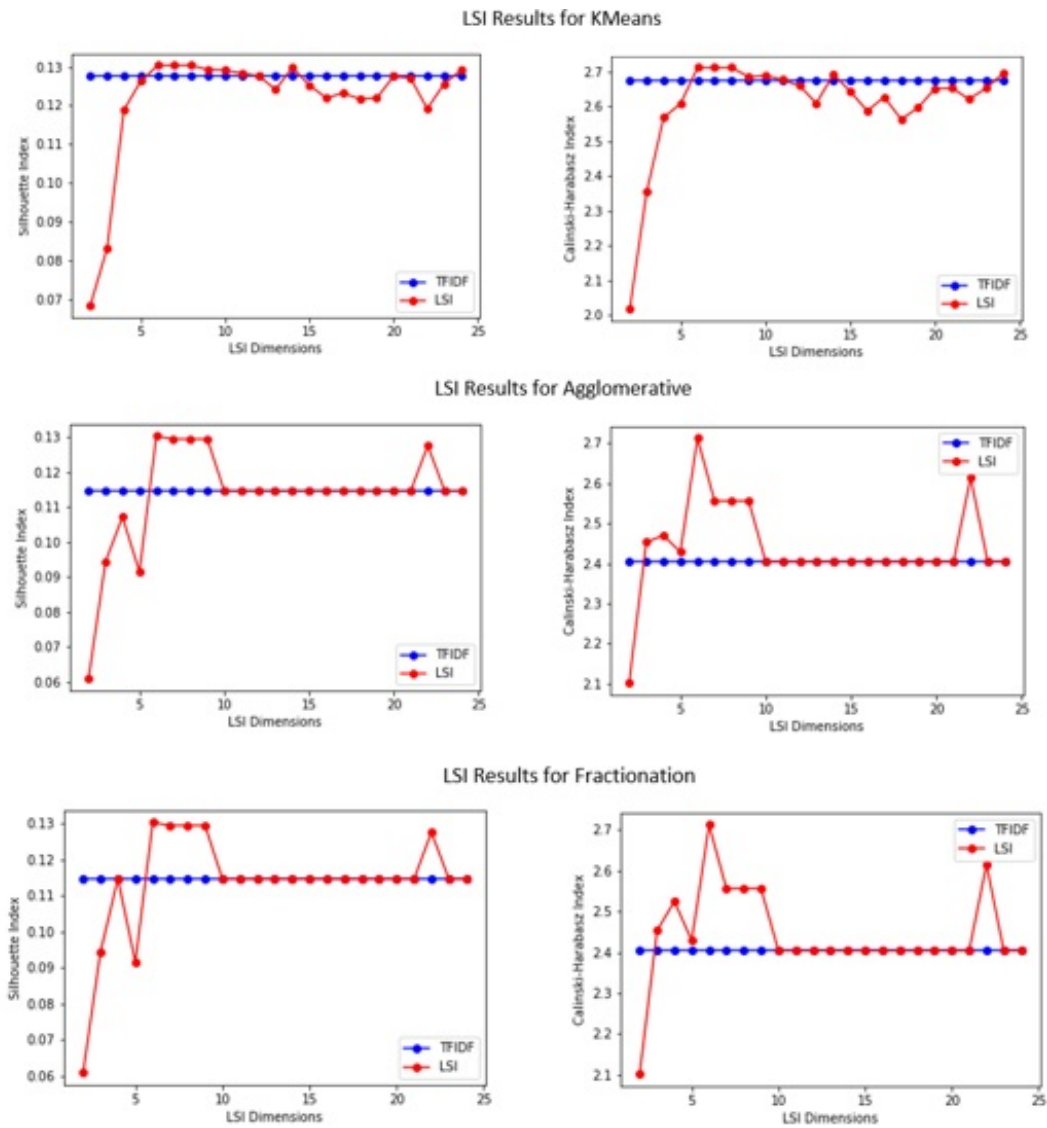 LSI Results for KMeans
0.13
0.12
0.11
0.10
0.09
0.08
0.07
Silhouette Index
5
10
15
20
25
LSI Dimensions
TFIDF
LSI
2.7
2.6
2.5
2.4
2.3
2.2
2.1
2.0
Calinski-Harabasz Index
5
10
15
20
25
LSI Dimensions
TFIDF
LSI
LSI Results for Agglomerative
0.13
0.12
0.11
0.10
0.09
0.08
0.07
0.06
Silhouette Index
5
10
15
20
25
LSI Dimensions
TFIDF
LSI
2.7
2.6
2.5
2.4
2.3
2.2
2.1
Calinski-Harabasz Index
5
10
15
20
25
LSI Dimensions
TFIDF
LSI
LSI Results for Fractionation
0.13
0.12
0.11
0.10
0.09
0.08
0.07
0.06
Silhouette Index
5
10
15
20
25
LSI Dimensions
TFIDF
LSI
2.7
2.6
2.5
2.4
2.3
2.2
2.1
Calinski-Harabasz Index
5
10
15
20
25
LSI Dimensions
TFIDF
LSI